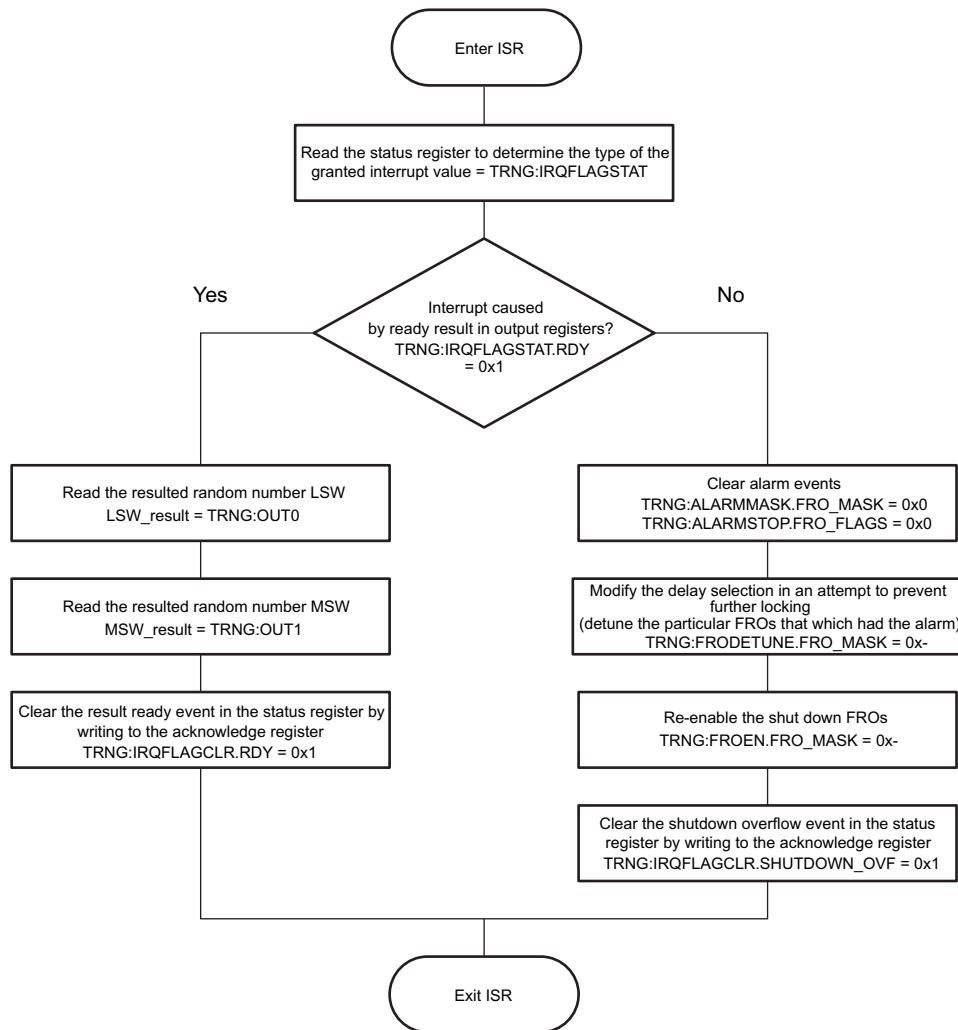 Enter ISR
Read the status register to determine the type of the
granted interrupt value = TRNG:IRQFLAGSTAT
Yes
No
Interrupt caused
by ready result in output registers?
TRNG:IRQFLAGSTAT.RDY
= 0x1
Read the resulted random number LSW
LSW_result = TRNG:OUT0
Read the resulted random number MSW
MSW_result = TRNG:OUT1
Clear the result ready event in the status register by
writing to the acknowledge register
TRNG:IRQFLAGCLR.RDY = 0x1
Clear alarm events
TRNG:ALARMMASK.FRO_MASK = 0x0
TRNG:ALARMSTOP.FRO_FLAGS = 0x0
Modify the delay selection in an attempt to prevent
further locking
(detune the particular FROs that which had the alarm)
TRNG:FRODETUNE.FRO_MASK = 0x-
Re-enable the shut down FROs
TRNG:FROEN.FRO_MASK = 0x-
Clear the shutdown overflow event in the status
register by writing to the acknowledge register
TRNG:IRQFLAGCLR.SHUTDOWN_OVF = 0x1
Exit ISR